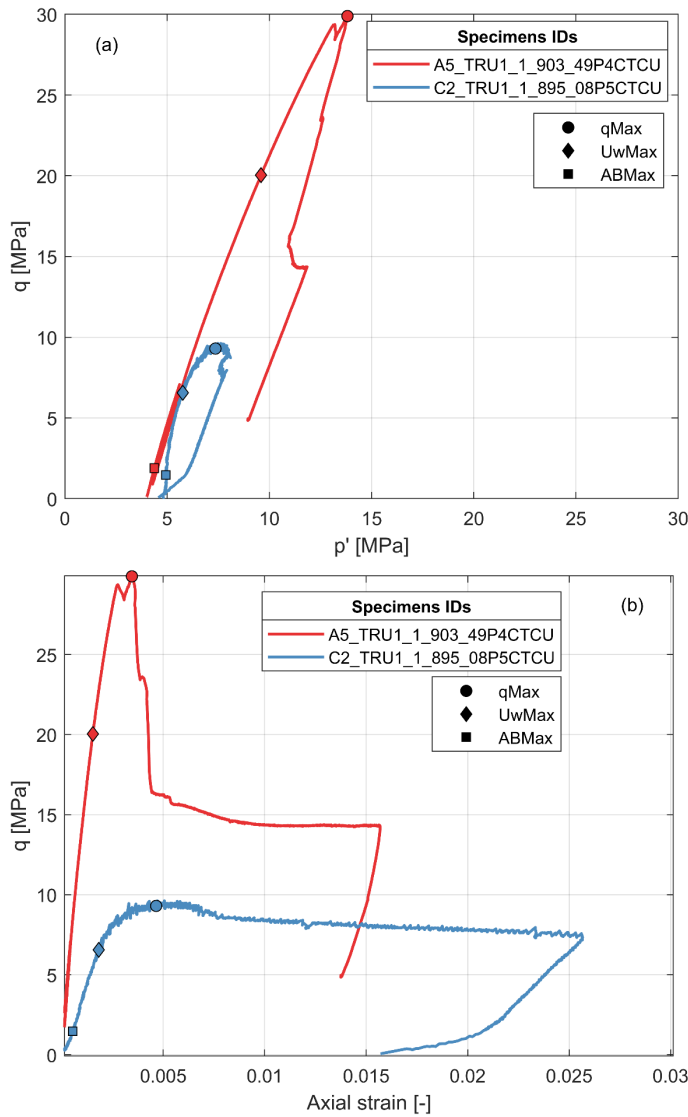 (a)
Specimens IDs
A5_TRU1_1_903_49P4CTCU
C2_TRU1_1_895_08P5CTCU
qMax
UwMax
ABMax
30
25
20
15
10
5
0
q [MPa]
0 5 10 15 20 25 30
p' [MPa]
(b)
Specimens IDs
A5_TRU1_1_903_49P4CTCU
C2_TRU1_1_895_08P5CTCU
qMax
UwMax
ABMax
25
20
15
10
5
0
q [MPa]
0.005 0.01 0.015 0.02 0.025 0.03
Axial strain [-]